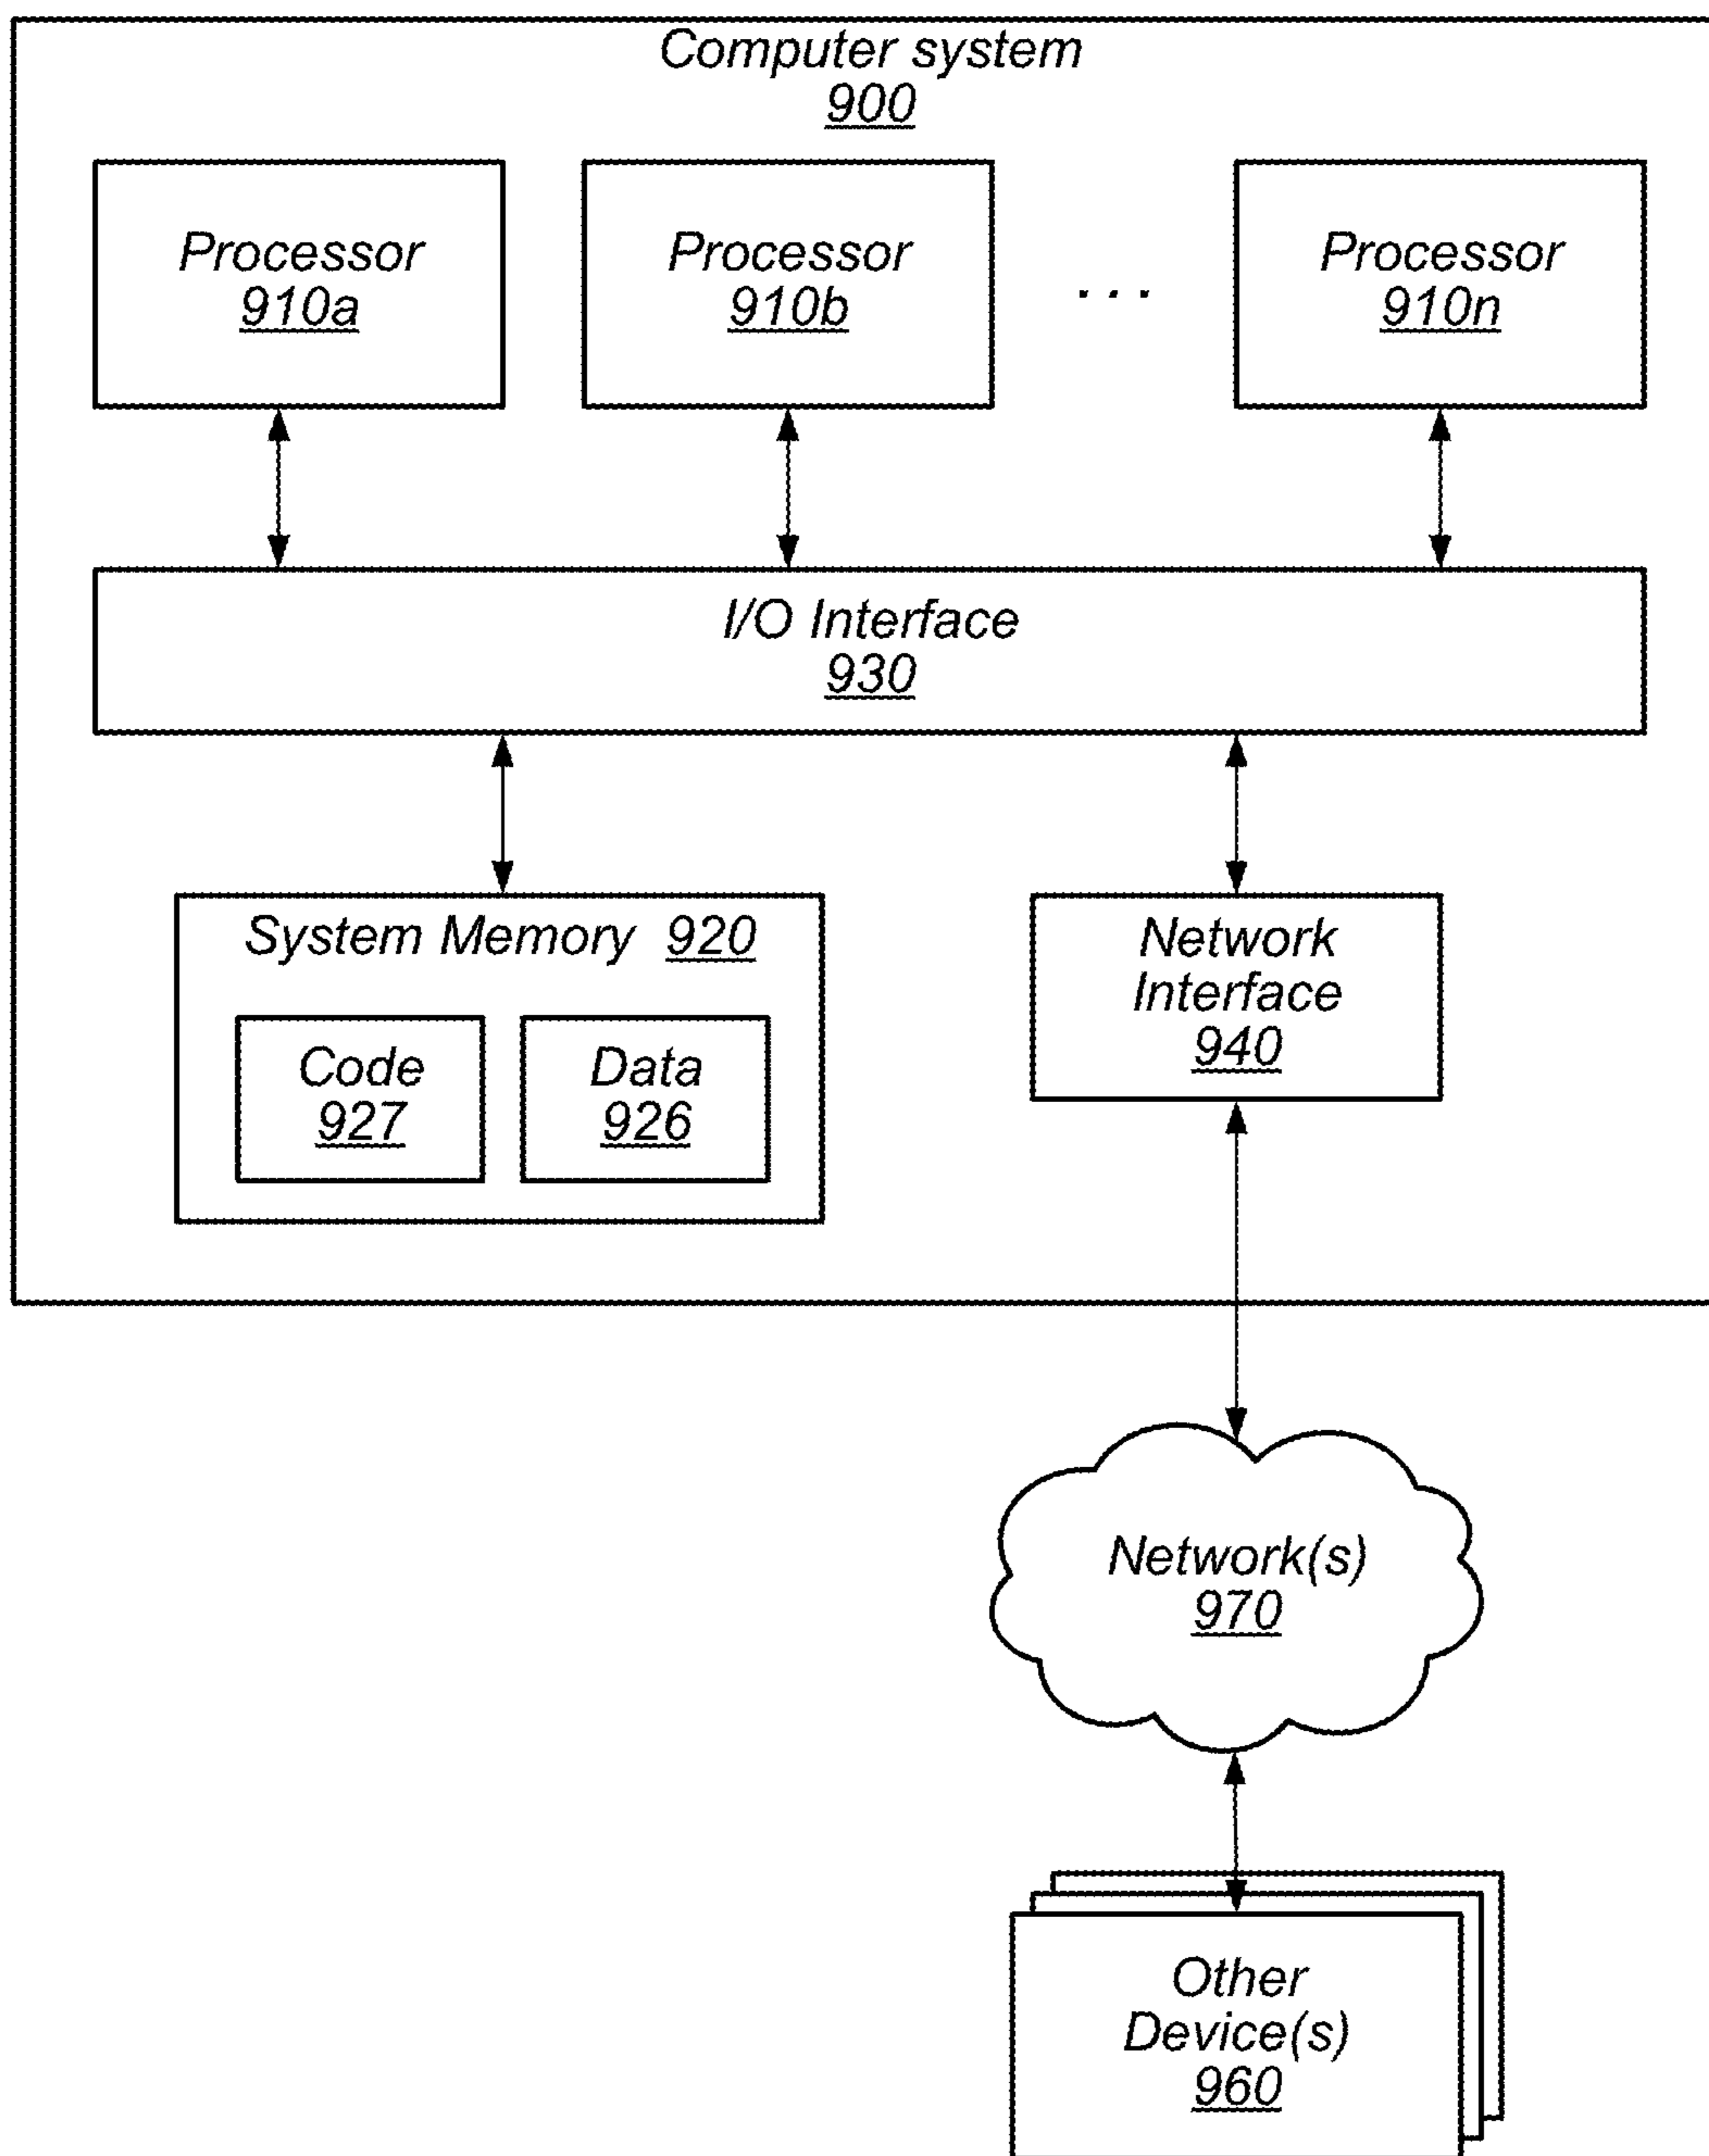 Computer system
900
Processor
910a
Processor
910b
. . .
Processor
910n
I/O Interface
930
System Memory 920
Code
927
Data
926
Network
Interface
940
Network(s)
970
Other
Device(s)
960